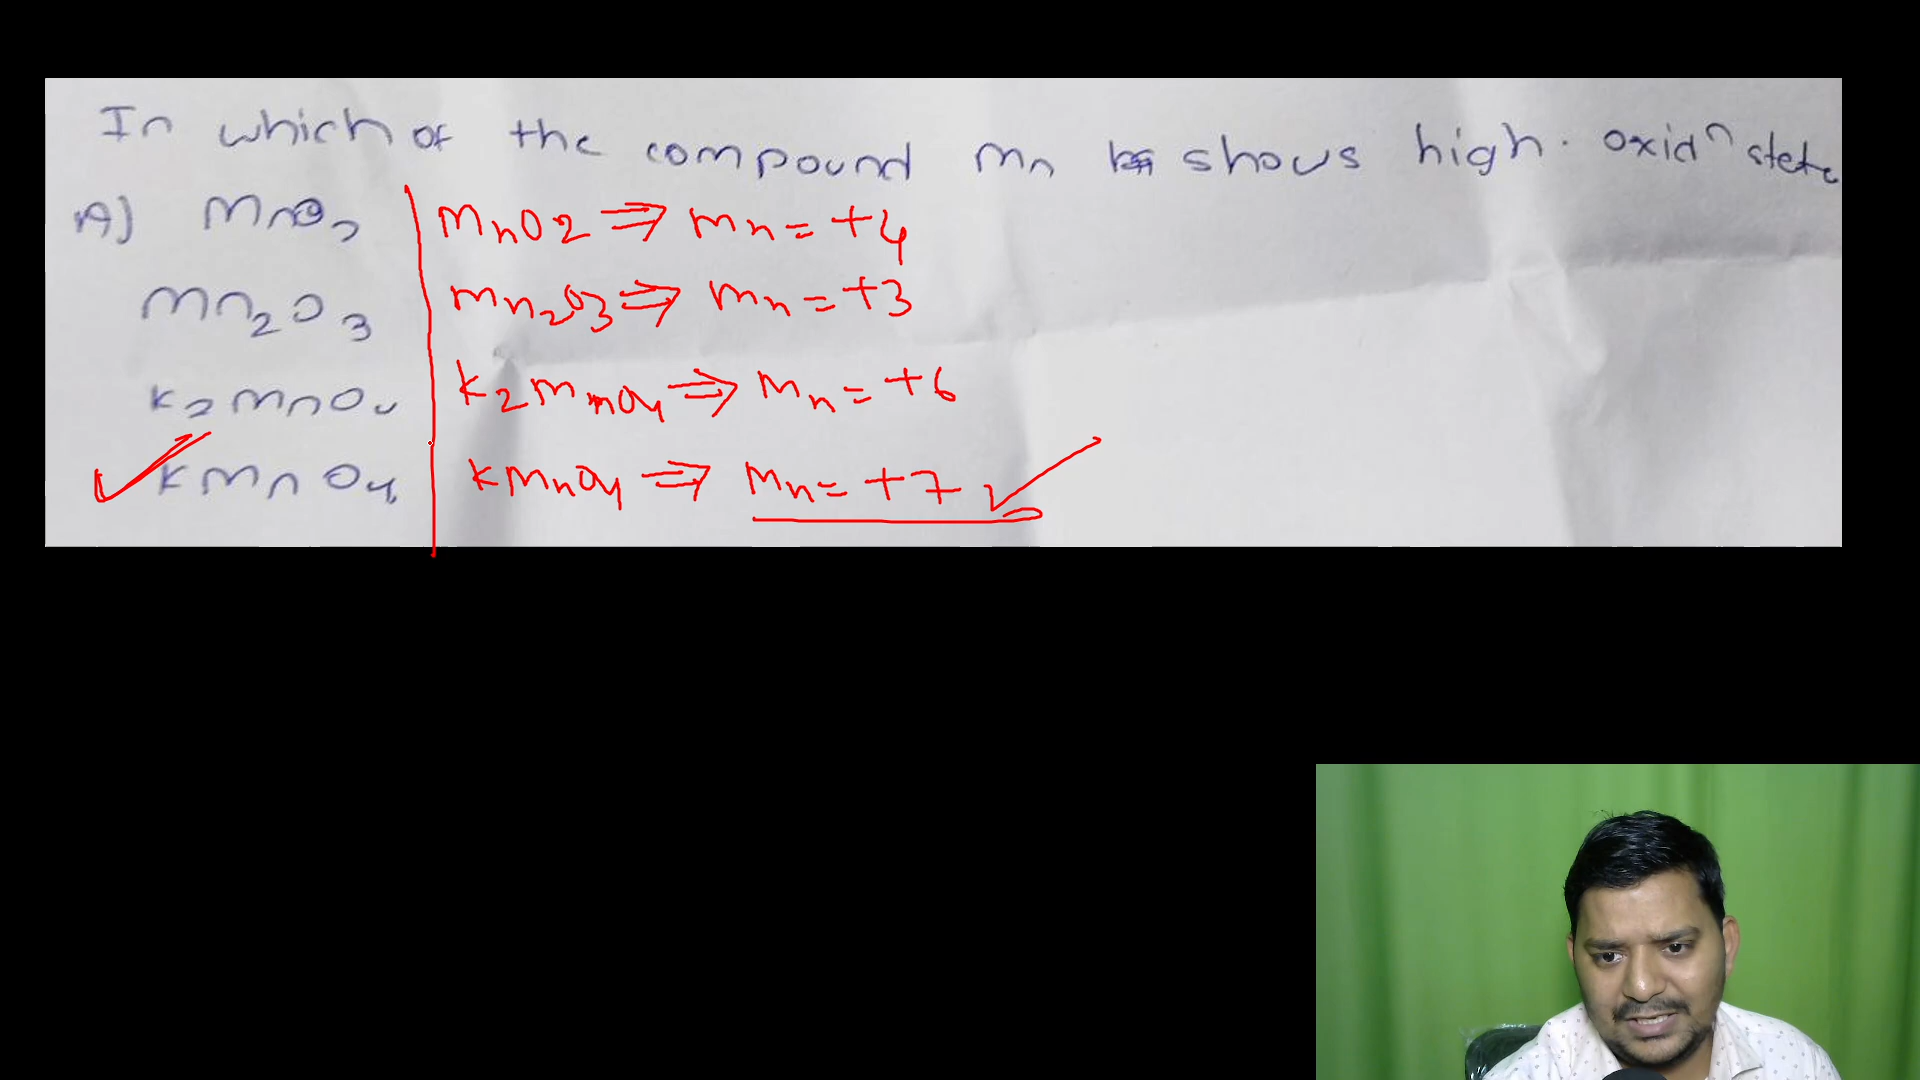 In which of the compound Mn shows high. oxidⁿ state
A) MnO₂
MnO2 ⇒ Mn = +4
Mn₂O₃
Mn₂O₃ ⇒ Mn = +3
K₂MnO₄
K₂MnO₄ ⇒ Mn = +6
KMnO₄
KMnO₄ ⇒ Mn = +7